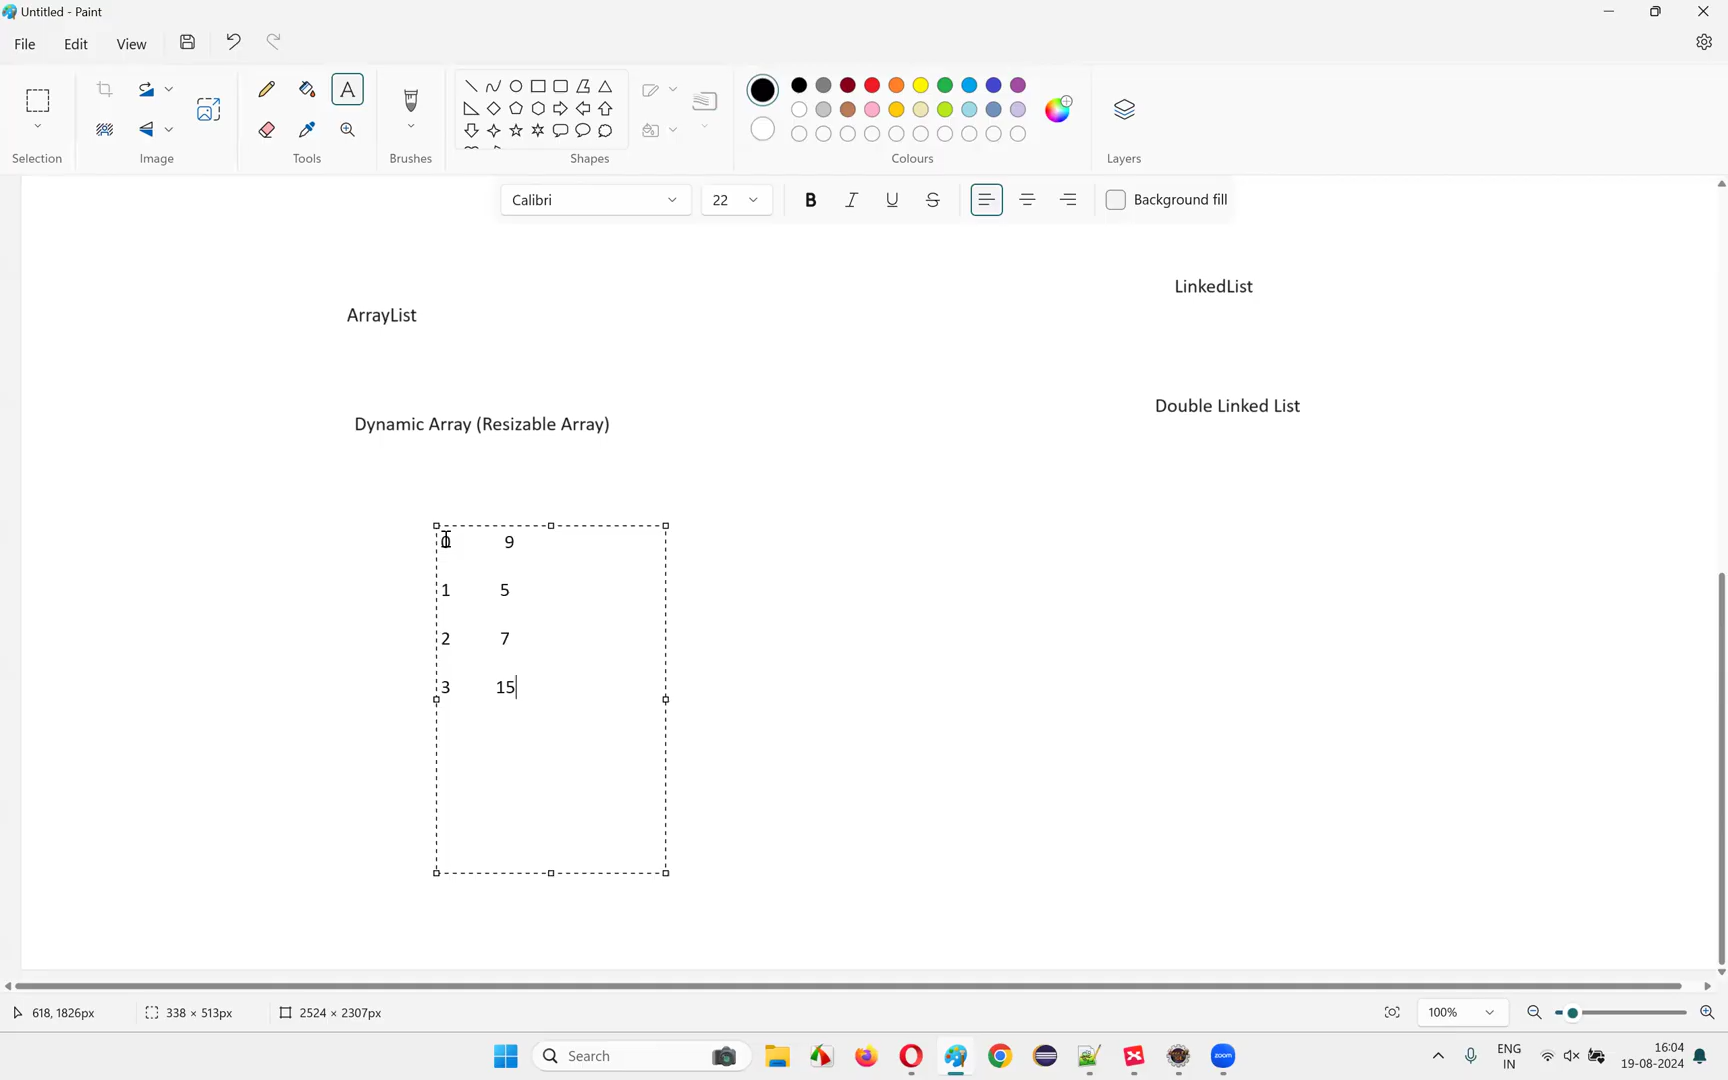 Untitled - Paint
File Edit View
Selection
Image
Tools
Brushes
Shapes
Colours
Layers
Calibri
22
B I U S
Background fill
LinkedList
ArrayList
Double Linked List
Dynamic Array (Resizable Array)
0 9
1 5
2 7
3 15
618, 1826px
338 × 513px
2524 × 2307px
100%
Search
zoom
ENG
IN
16:04
19-08-2024